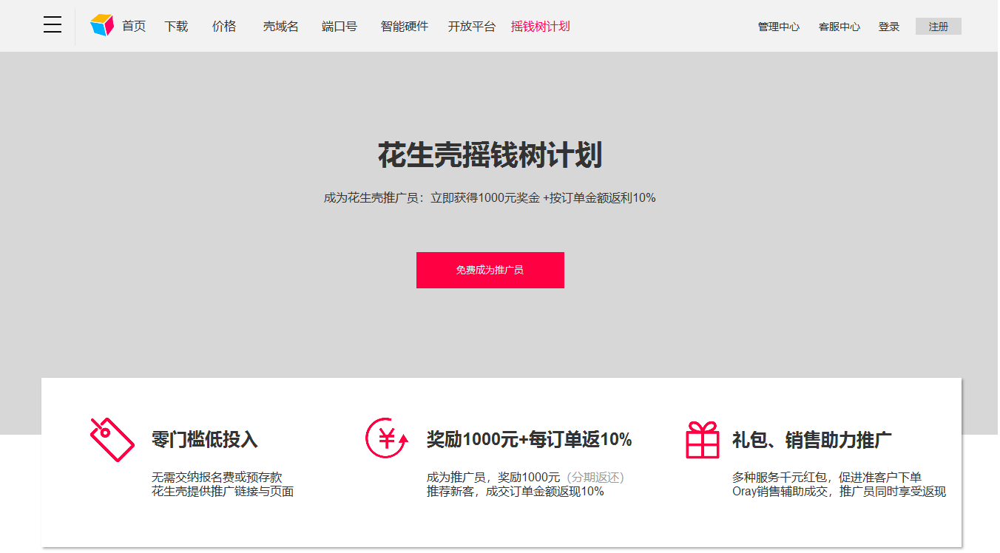 首页 下载 价格 壳域名 端口号 智能硬件 开放平台 摇钱树计划 管理中心 客服中心 登录 注册
花生壳摇钱树计划
成为花生壳推广员：立即获得1000元奖金 +按订单金额返利10%
免费成为推广员
零门槛低投入
无需交纳报名费或预存款
花生壳提供推广链接与页面
奖励1000元+每订单返10%
成为推广员，奖励1000元（分期返还）
推荐新客，成交订单金额返现10%
礼包、销售助力推广
多种服务千元红包，促进准客户下单
Oray销售辅助成交，推广员同时享受返现